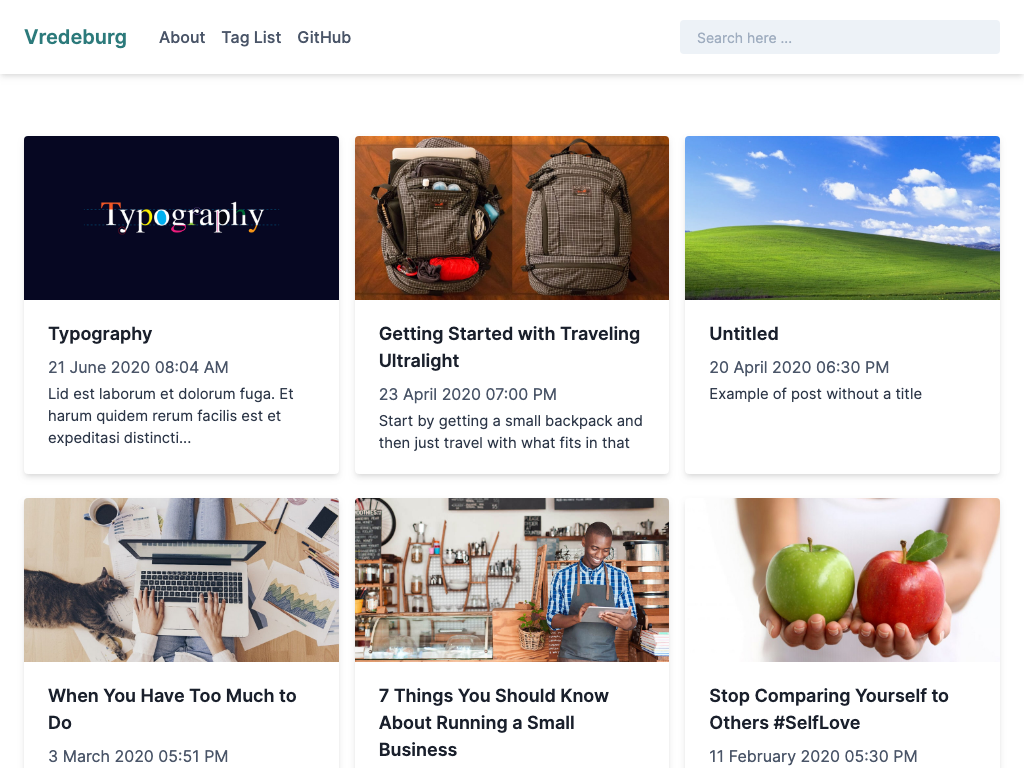 Vredeburg
About
Tag List
GitHub
Search here ...
Typography
Typography
21 June 2020 08:04 AM
Lid est laborum et dolorum fuga. Et
harum quidem rerum facilis est et
expeditasi distincti...
Getting Started with Traveling
Ultralight
23 April 2020 07:00 PM
Start by getting a small backpack and
then just travel with what fits in that
Untitled
20 April 2020 06:30 PM
Example of post without a title
When You Have Too Much to
Do
3 March 2020 05:51 PM
7 Things You Should Know
About Running a Small
Business
Stop Comparing Yourself to
Others #SelfLove
11 February 2020 05:30 PM